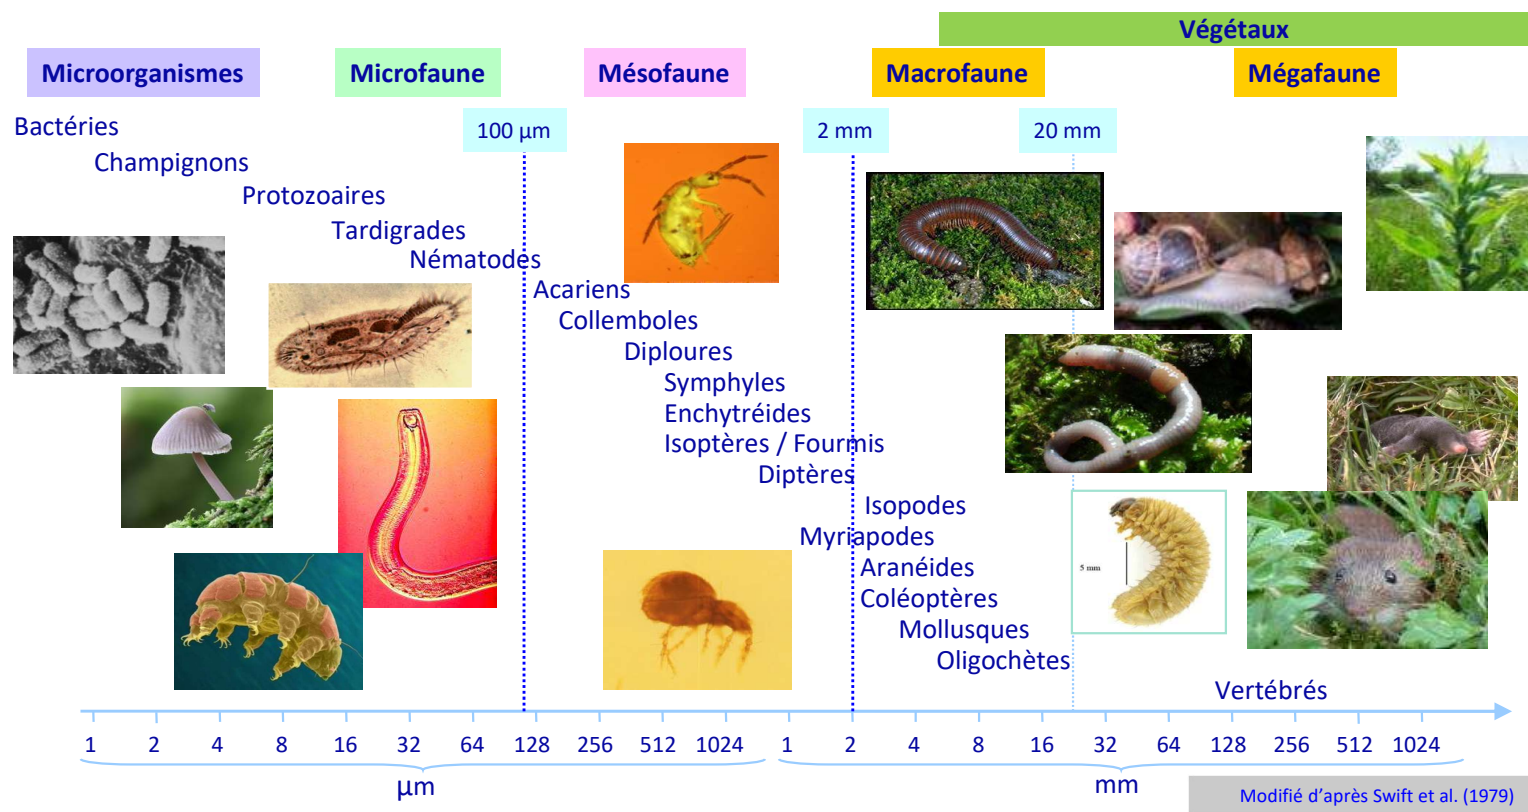 Végétaux
Microorganismes
Microfaune
Mésofaune
Macrofaune
Mégafaune
Bactéries
100 µm
2 mm
20 mm
Champignons
Protozoaires
Tardigrades
Nématodes
Acariens
Collemboles
Diploures
Symphyles
Enchytréides
Isoptères / Fourmis
Diptères
Isopodes
Myriapodes
Aranéides
5 mm
Coléoptères
Mollusques
Oligochètes
Vertébrés
1 2 4 8 16 32 64 128 256 512 1024 1 2 4 8 16 32 64 128 256 512 1024
µm
mm
Modifié d’après Swift et al. (1979)